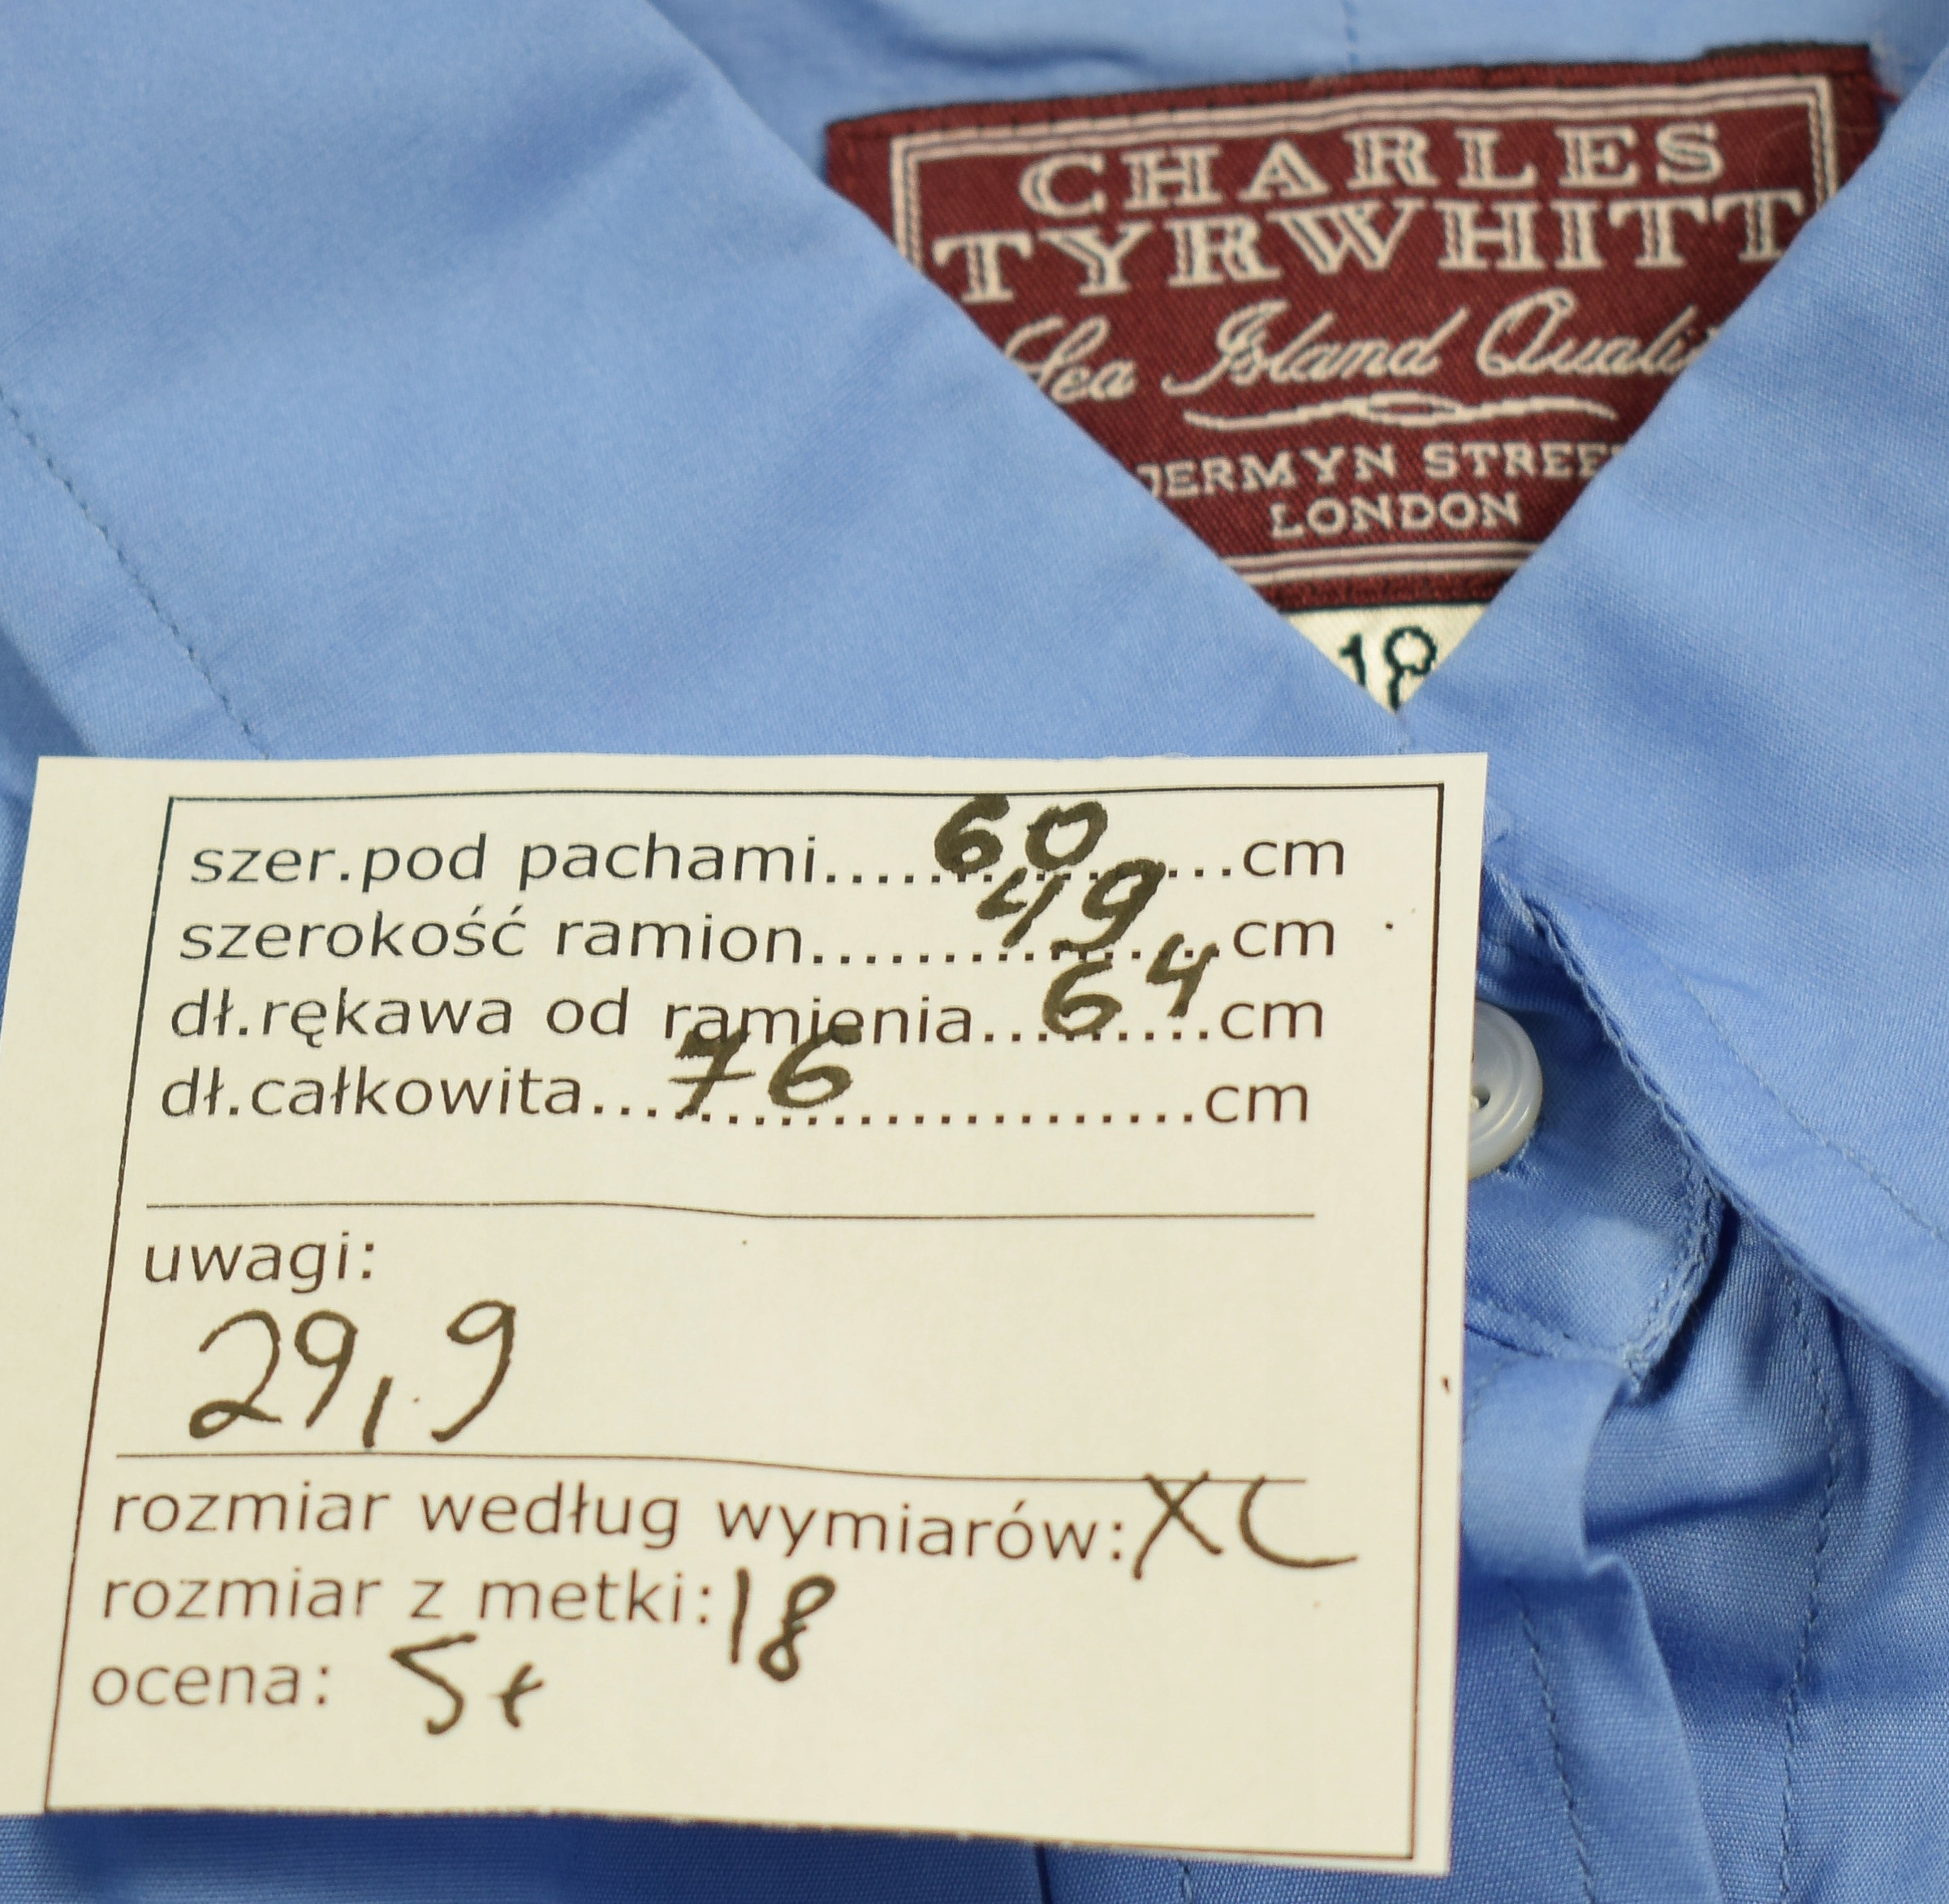 CHARLES
TYRWHITT
Sea Island Quali
JERMYN STREE
LONDON
18
szer.pod pachami.....60.....cm
szerokość ramion.....49.....cm
dł.rękawa od ramienia...64...cm
dł.całkowita...76...cm
uwagi:
29,9
rozmiar według wymiarów: XL
rozmiar z metki: 18
ocena: 5+